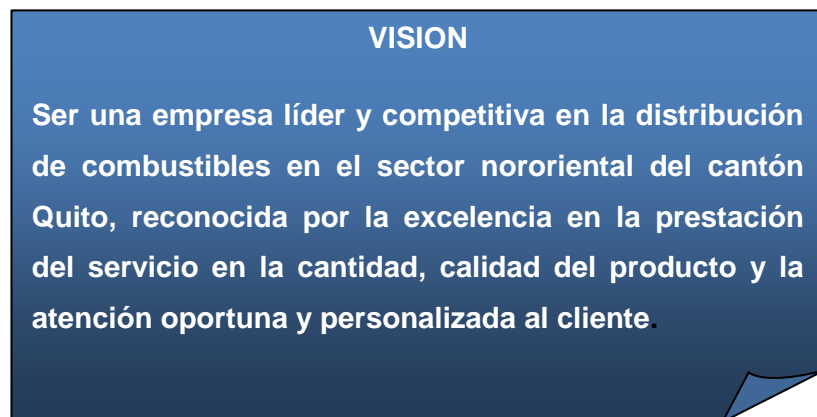 VISION
Ser una empresa líder y competitiva en la distribución
de combustibles en el sector nororiental del cantón
Quito, reconocida por la excelencia en la prestación
del servicio en la cantidad, calidad del producto y la
atención oportuna y personalizada al cliente.